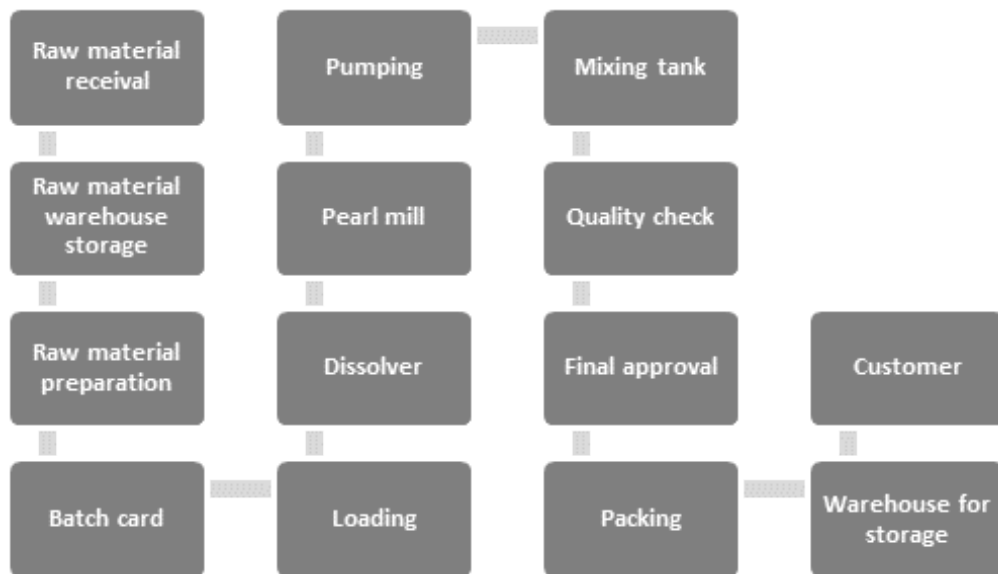 Raw material
receival
Raw material
warehouse
storage
Raw material
preparation
Batch card
Loading
Dissolver
Pearl mill
Pumping
Mixing tank
Quality check
Final approval
Packing
Warehouse for
storage
Customer